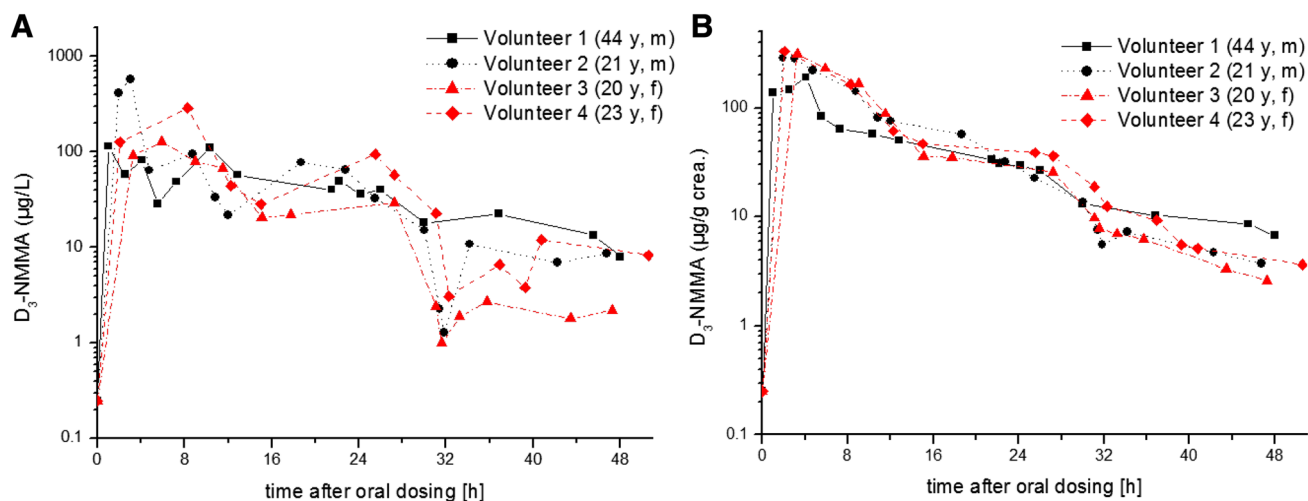 A
D₃-NMMA (µg/L)
1000
100
10
1
0.1
Volunteer 1 (44 y, m)
Volunteer 2 (21 y, m)
Volunteer 3 (20 y, f)
Volunteer 4 (23 y, f)
0 8 16 24 32 40 48
time after oral dosing [h]
B
D₃-NMMA (µg/g crea.)
100
10
1
0.1
Volunteer 1 (44 y, m)
Volunteer 2 (21 y, m)
Volunteer 3 (20 y, f)
Volunteer 4 (23 y, f)
0 8 16 24 32 40 48
time after oral dosing [h]